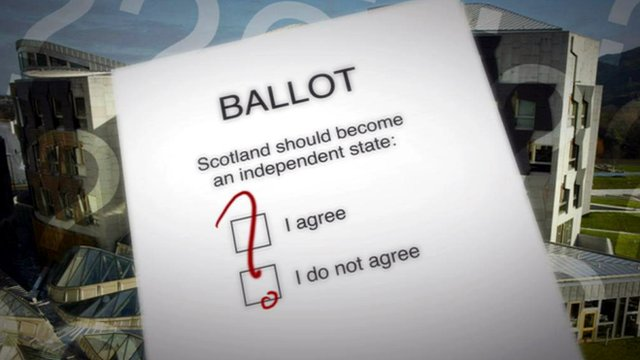 BALLOT
Scotland should become
an independent state:
I agree
I do not agree